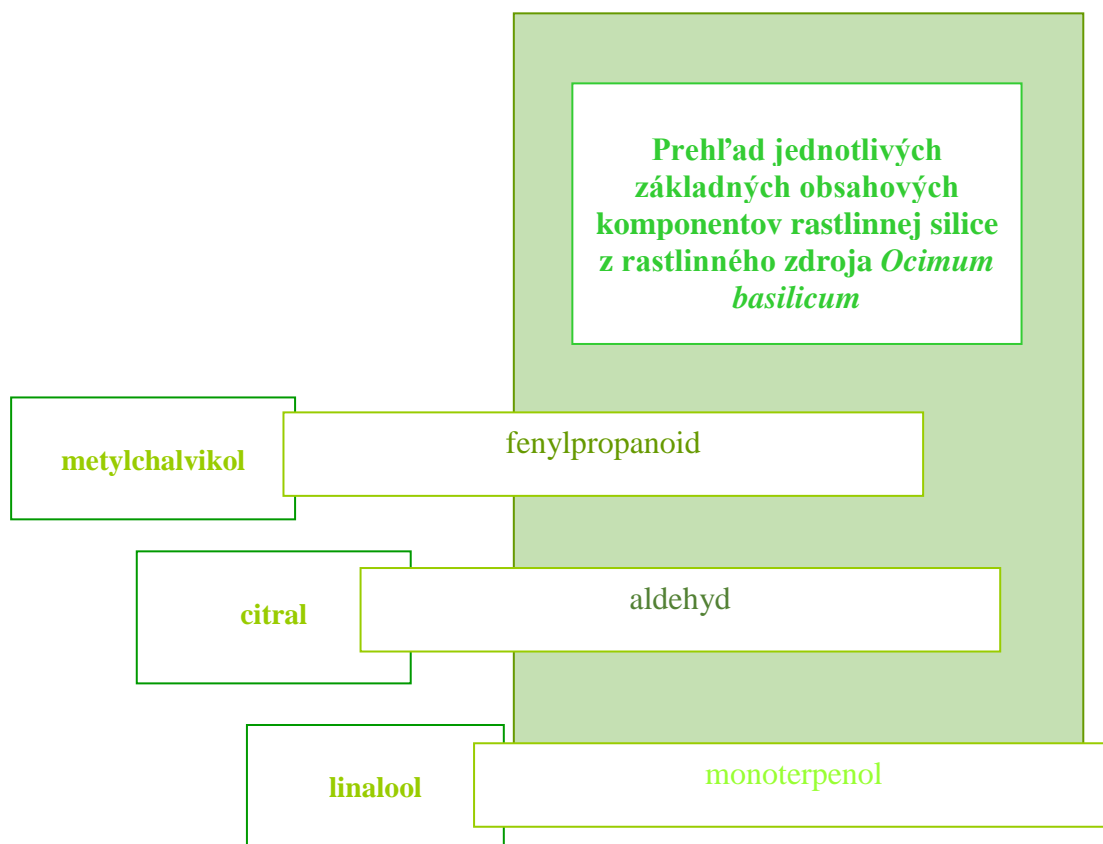 Prehľad jednotlivých
základných obsahových
komponentov rastlinnej silice
z rastlinného zdroja Ocimum
basilicum
metylchalvikol
fenylpropanoid
citral
aldehyd
linalool
monoterpenol